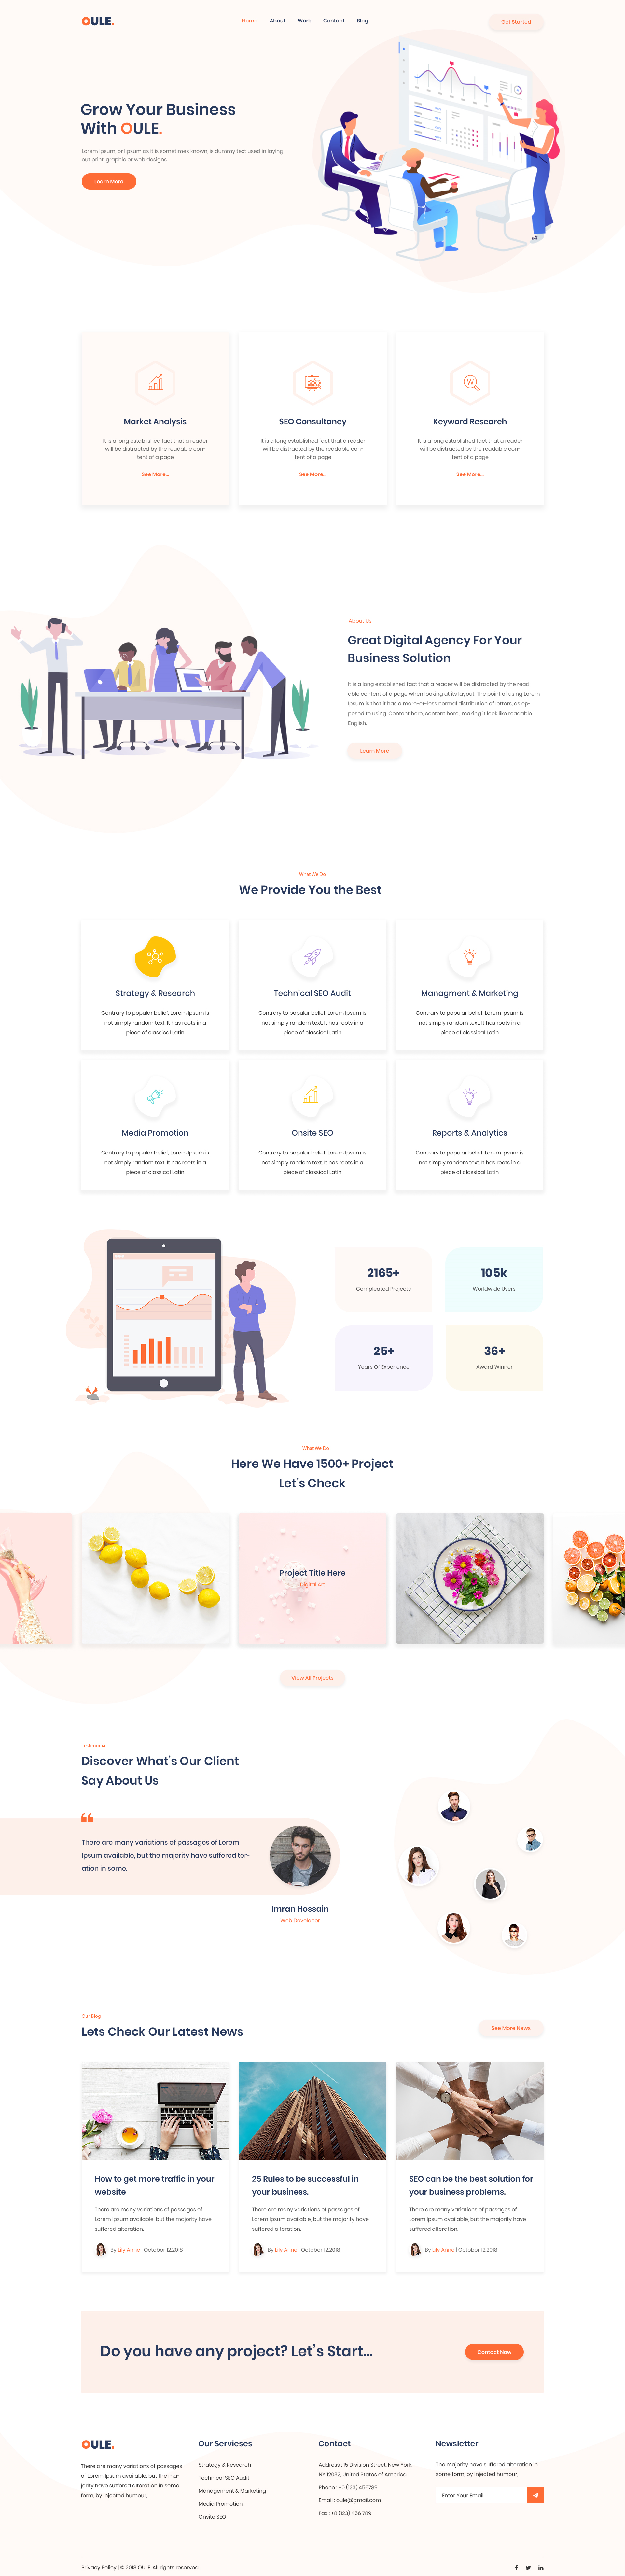 OULE.
Home About Work Contact Blog
Get Started
Grow Your Business
With OULE.
Lorem Ipsum, or lipsum as it is sometimes known, is dummy text used in laying
out print, graphic or web designs.
Learn More
Market Analysis
It is a long established fact that a reader
will be distracted by the readable con-
tent of a page
See More...
SEO Consultancy
It is a long established fact that a reader
will be distracted by the readable con-
tent of a page
See More...
W
Keyword Research
It is a long established fact that a reader
will be distracted by the readable con-
tent of a page
See More...
About Us
Great Digital Agency For Your
Business Solution
It is a long established fact that a reader will be distracted by the read-
able content of a page when looking at its layout. The point of using Lorem
Ipsum is that it has a more-or-less normal distribution of letters, as op-
posed to using 'Content here, content here', making it look like readable
English.
Learn More
What We Do
We Provide You the Best
Strategy & Research
Contrary to popular belief, Lorem Ipsum is
not simply random text. It has roots in a
piece of classical Latin
Technical SEO Audit
Contrary to popular belief, Lorem Ipsum is
not simply random text. It has roots in a
piece of classical Latin
Managment & Marketing
Contrary to popular belief, Lorem Ipsum is
not simply random text. It has roots in a
piece of classical Latin
Media Promotion
Contrary to popular belief, Lorem Ipsum is
not simply random text. It has roots in a
piece of classical Latin
Onsite SEO
Contrary to popular belief, Lorem Ipsum is
not simply random text. It has roots in a
piece of classical Latin
Reports & Analytics
Contrary to popular belief, Lorem Ipsum is
not simply random text. It has roots in a
piece of classical Latin
2165+
Compleated Projects
105k
Worldwide Users
25+
Years Of Experience
36+
Award Winner
What We Do
Here We Have 1500+ Project
Let's Check
Project Title Here
Digital Art
View All Projects
Testimonial
Discover What's Our Client
Say About Us
There are many variations of passages of Lorem
Ipsum available, but the majority have suffered ter-
ation in some.
Imran Hossain
Web Developer
Our Blog
Lets Check Our Latest News
See More News
How to get more traffic in your
website
There are many variations of passages of
Lorem Ipsum available, but the majority have
suffered alteration.
By Lily Anne | October 12,2018
25 Rules to be successful in
your business.
There are many variations of passages of
Lorem Ipsum available, but the majority have
suffered alteration.
By Lily Anne | October 12,2018
SEO can be the best solution for
your business problems.
There are many variations of passages of
Lorem Ipsum available, but the majority have
suffered alteration.
By Lily Anne | October 12,2018
Do you have any project? Let's Start...
Contact Now
OULE.
There are many variations of passages
of Lorem Ipsum available, but the ma-
jority have suffered alteration in some
form, by injected humour,
Our Servieses
Strategy & Research
Technical SEO Audit
Management & Marketing
Media Promotion
Onsite SEO
Contact
Address : 15 Division Street, New York,
NY 12032, United States of America
Phone : +0 (123) 456789
Email : oule@gmail.com
Fax : +8 (123) 456 789
Newsletter
The majority have suffered alteration in
some form, by injected humour,
Enter Your Email
Privacy Policy | © 2018 OULE. All rights reserved